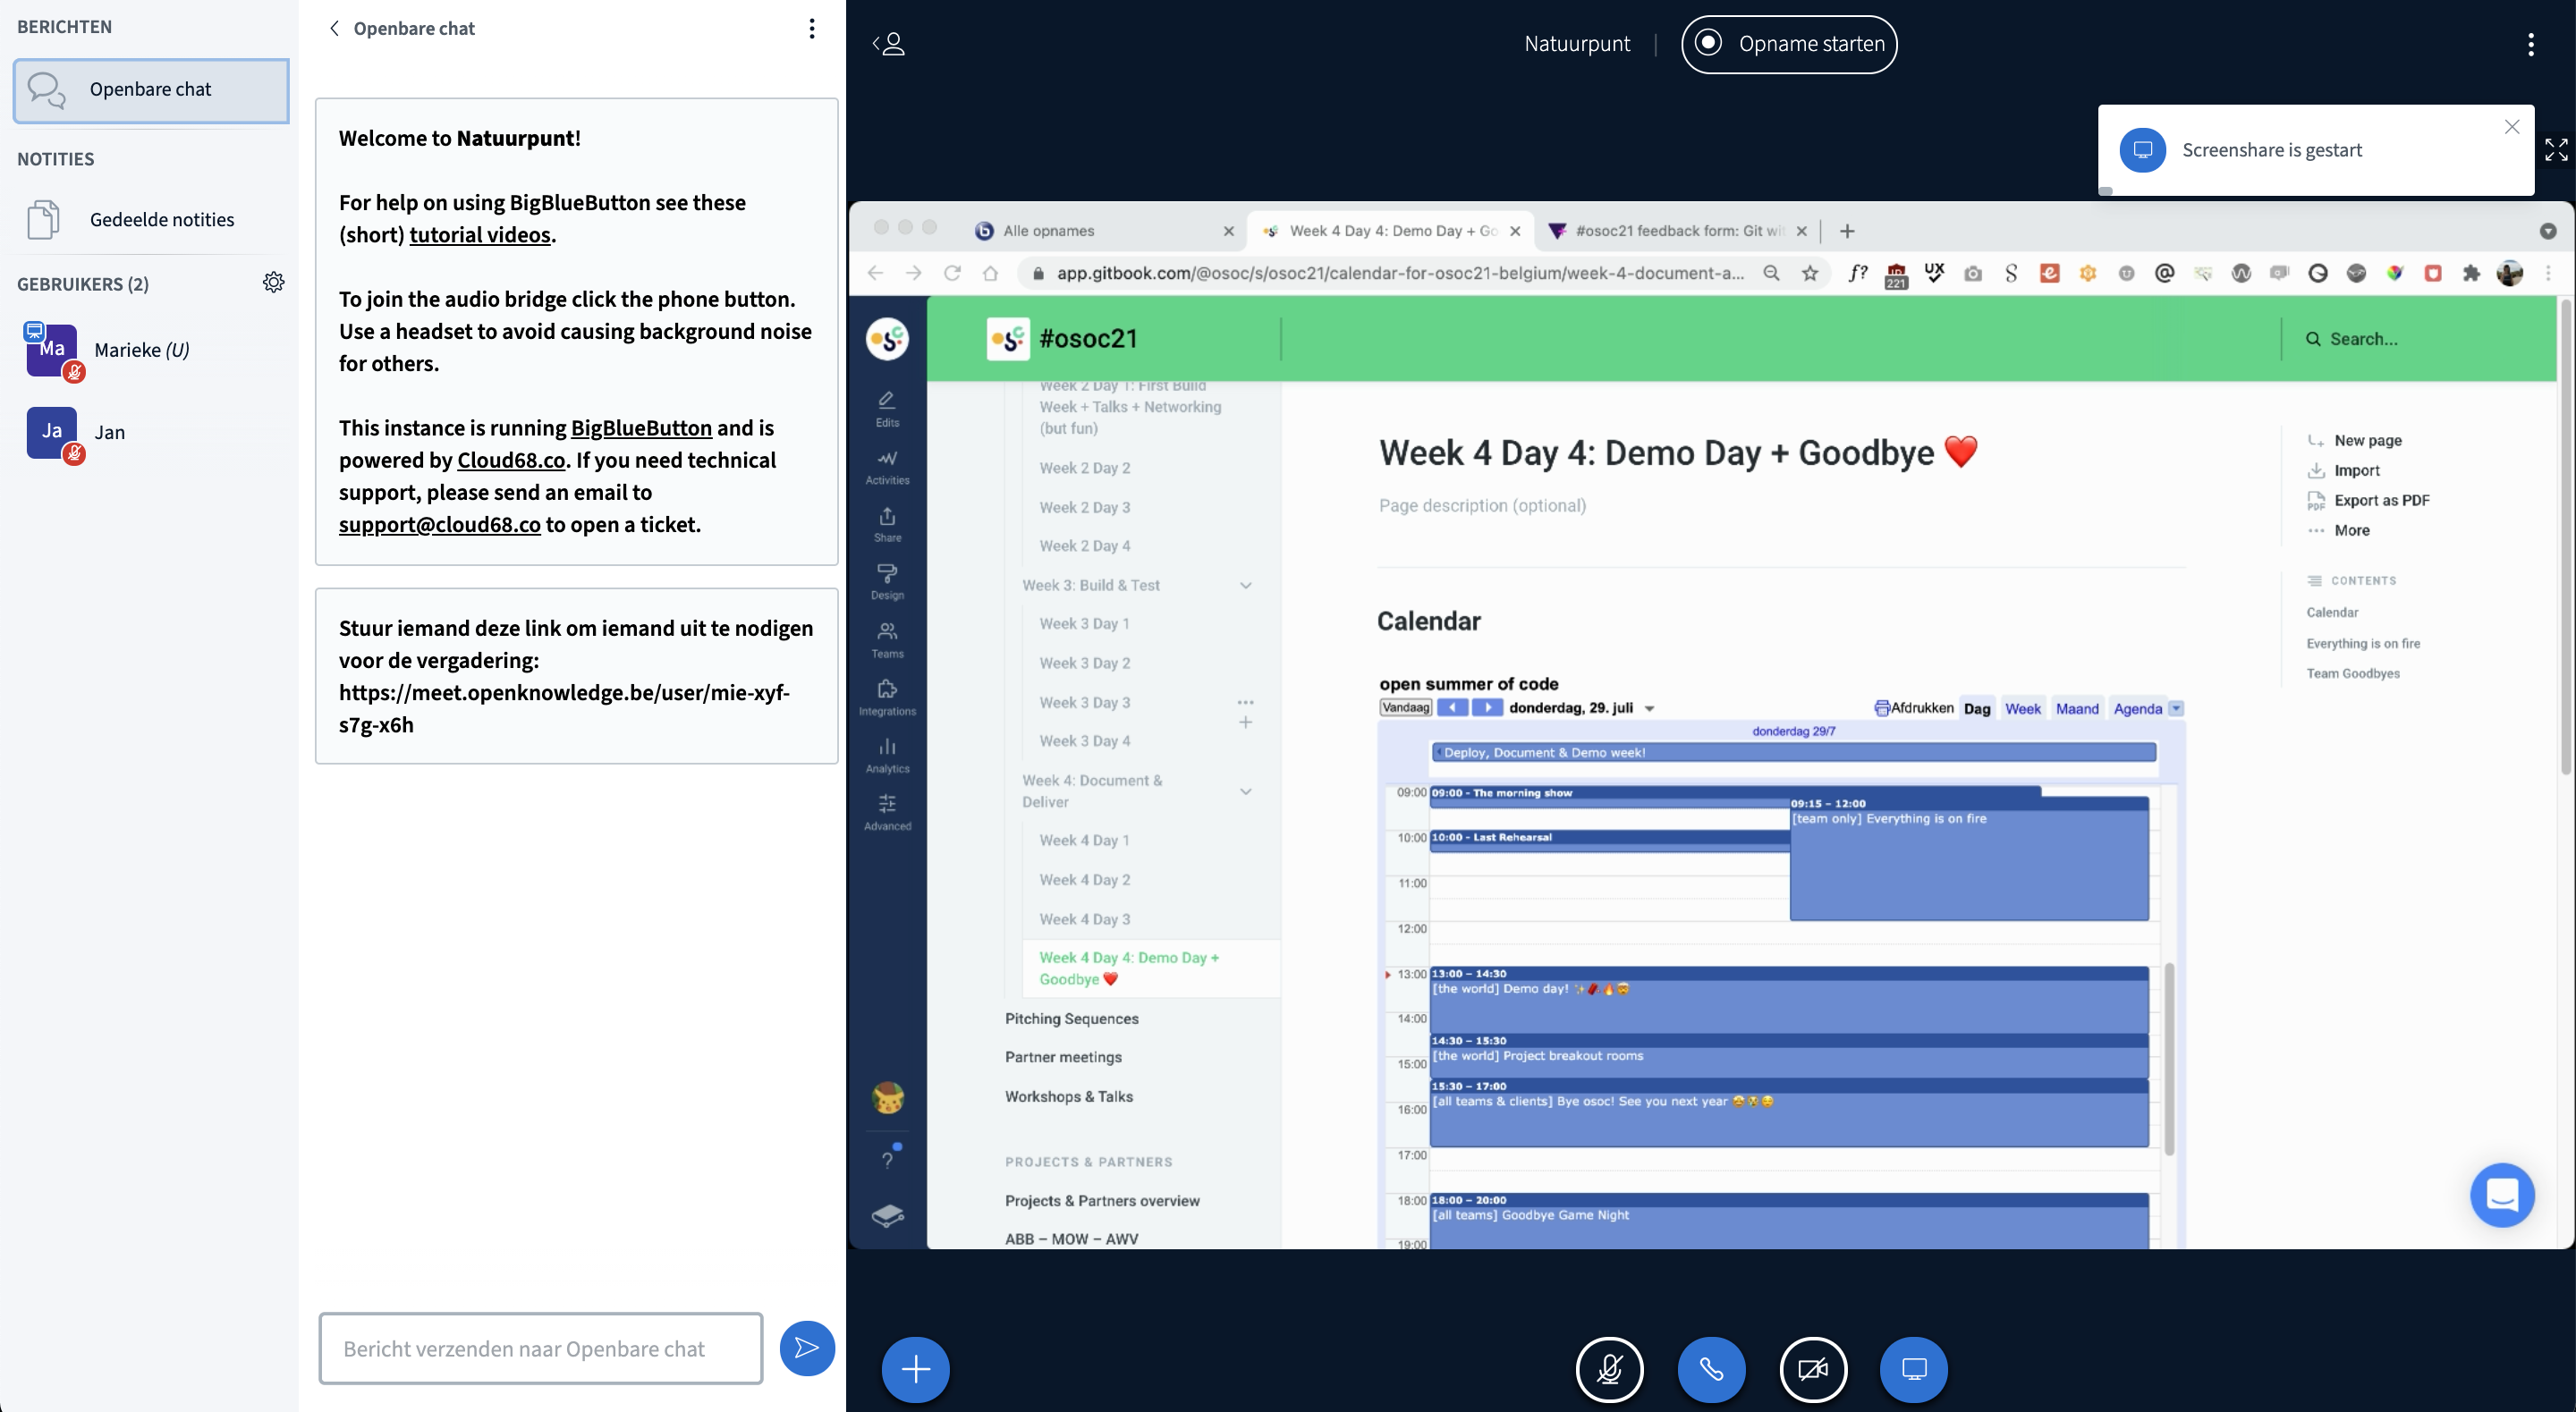 BERICHTEN
Openbare chat
NOTITIES
Gedeelde notities
GEBRUIKERS (2)
Ma
Marieke (U)
Ja
Jan
Openbare chat
Welcome to Natuurpunt!
For help on using BigBlueButton see these
(short) tutorial videos.
To join the audio bridge click the phone button.
Use a headset to avoid causing background noise
for others.
This instance is running BigBlueButton and is
powered by Cloud68.co. If you need technical
support, please send an email to
support@cloud68.co to open a ticket.
Stuur iemand deze link om iemand uit te nodigen
voor de vergadering:
https://meet.openknowledge.be/user/mie-xyf-
s7g-x6h
Bericht verzenden naar Openbare chat
Natuurpunt
Opname starten
Screenshare is gestart
Alle opnames
Week 4 Day 4: Demo Day + Go
#osoc21 feedback form: Git wit
app.gitbook.com/@osoc/s/osoc21/calendar-for-osoc21-belgium/week-4-document-a...
f?
221
UX
#osoc21
Search...
Edits
Activities
Share
Design
Teams
Integrations
Analytics
Advanced
?
Week 2 Day 1: First Build
Week + Talks + Networking
(but fun)
Week 2 Day 2
Week 2 Day 3
Week 2 Day 4
Week 3: Build & Test
Week 3 Day 1
Week 3 Day 2
Week 3 Day 3
Week 3 Day 4
Week 4: Document &
Deliver
Week 4 Day 1
Week 4 Day 2
Week 4 Day 3
Week 4 Day 4: Demo Day +
Goodbye ❤️
Pitching Sequences
Partner meetings
Workshops & Talks
PROJECTS & PARTNERS
Projects & Partners overview
ABB – MOW – AWV
Week 4 Day 4: Demo Day + Goodbye ❤️
Page description (optional)
Calendar
open summer of code
Vandaag
donderdag, 29. juli
Afdrukken
Dag
Week
Maand
Agenda
donderdag 29/7
Deploy, Document & Demo week!
09:00
09:00 - The morning show
09:15 – 12:00
[team only] Everything is on fire
10:00
10:00 - Last Rehearsal
11:00
12:00
13:00
13:00 – 14:30
[the world] Demo day!
14:00
14:30 – 15:30
[the world] Project breakout rooms
15:00
15:30 – 17:00
[all teams & clients] Bye osoc! See you next year
16:00
17:00
18:00
18:00 – 20:00
[all teams] Goodbye Game Night
19:00
New page
Import
PDF
Export as PDF
More
CONTENTS
Calendar
Everything is on fire
Team Goodbyes